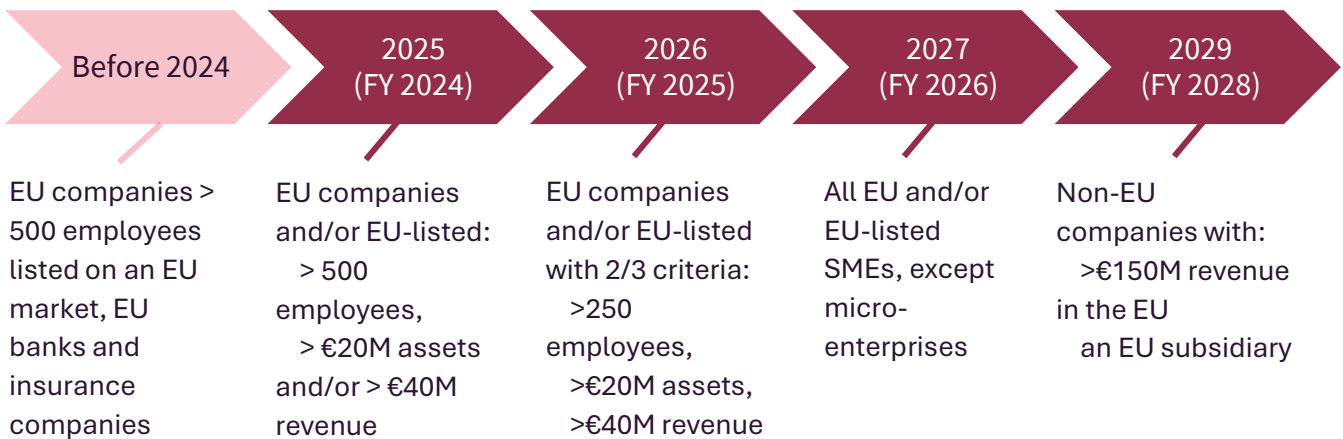 Before 2024
2025
(FY 2024)
2026
(FY 2025)
2027
(FY 2026)
2029
(FY 2028)
EU companies >
500 employees
listed on an EU
market, EU
banks and
insurance
companies
EU companies
and/or EU-listed:
> 500
employees,
> €20M assets
and/or > €40M
revenue
EU companies
and/or EU-listed
with 2/3 criteria:
>250
employees,
>€20M assets,
>€40M revenue
All EU and/or
EU-listed
SMEs, except
micro-
enterprises
Non-EU
companies with:
>€150M revenue
in the EU
an EU subsidiary